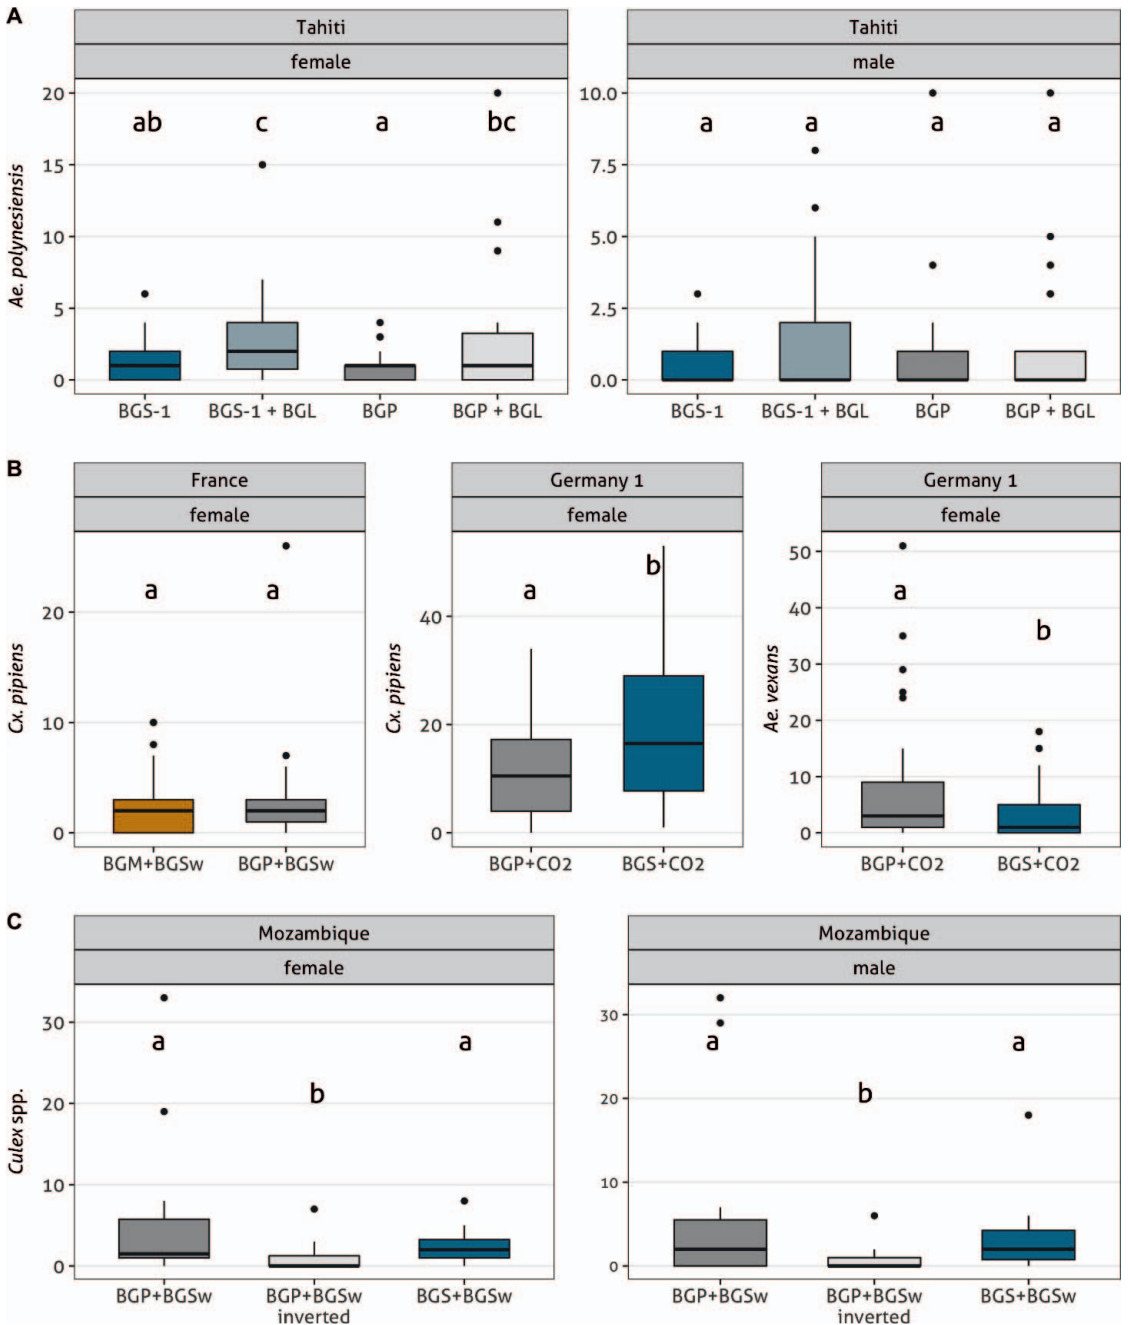 A
Tahiti
female
Tahiti
male
Ae. polynesiensis
20
15
10
5
0
ab
c
a
bc
BGS-1
BGS-1 + BGL
BGP
BGP + BGL
10.0
7.5
5.0
2.5
0.0
a
a
a
a
BGS-1
BGS-1 + BGL
BGP
BGP + BGL
B
France
female
Cx. pipiens
20
10
0
a
a
BGM+BGSw
BGP+BGSw
Germany 1
female
Cx. pipiens
40
20
0
a
b
BGP+CO2
BGS+CO2
Germany 1
female
Ae. vexans
50
40
30
20
10
0
a
b
BGP+CO2
BGS+CO2
C
Mozambique
female
Culex spp.
30
20
10
0
a
b
a
BGP+BGSw
BGP+BGSw
inverted
BGS+BGSw
Mozambique
male
30
20
10
0
a
b
a
BGP+BGSw
BGP+BGSw
inverted
BGS+BGSw